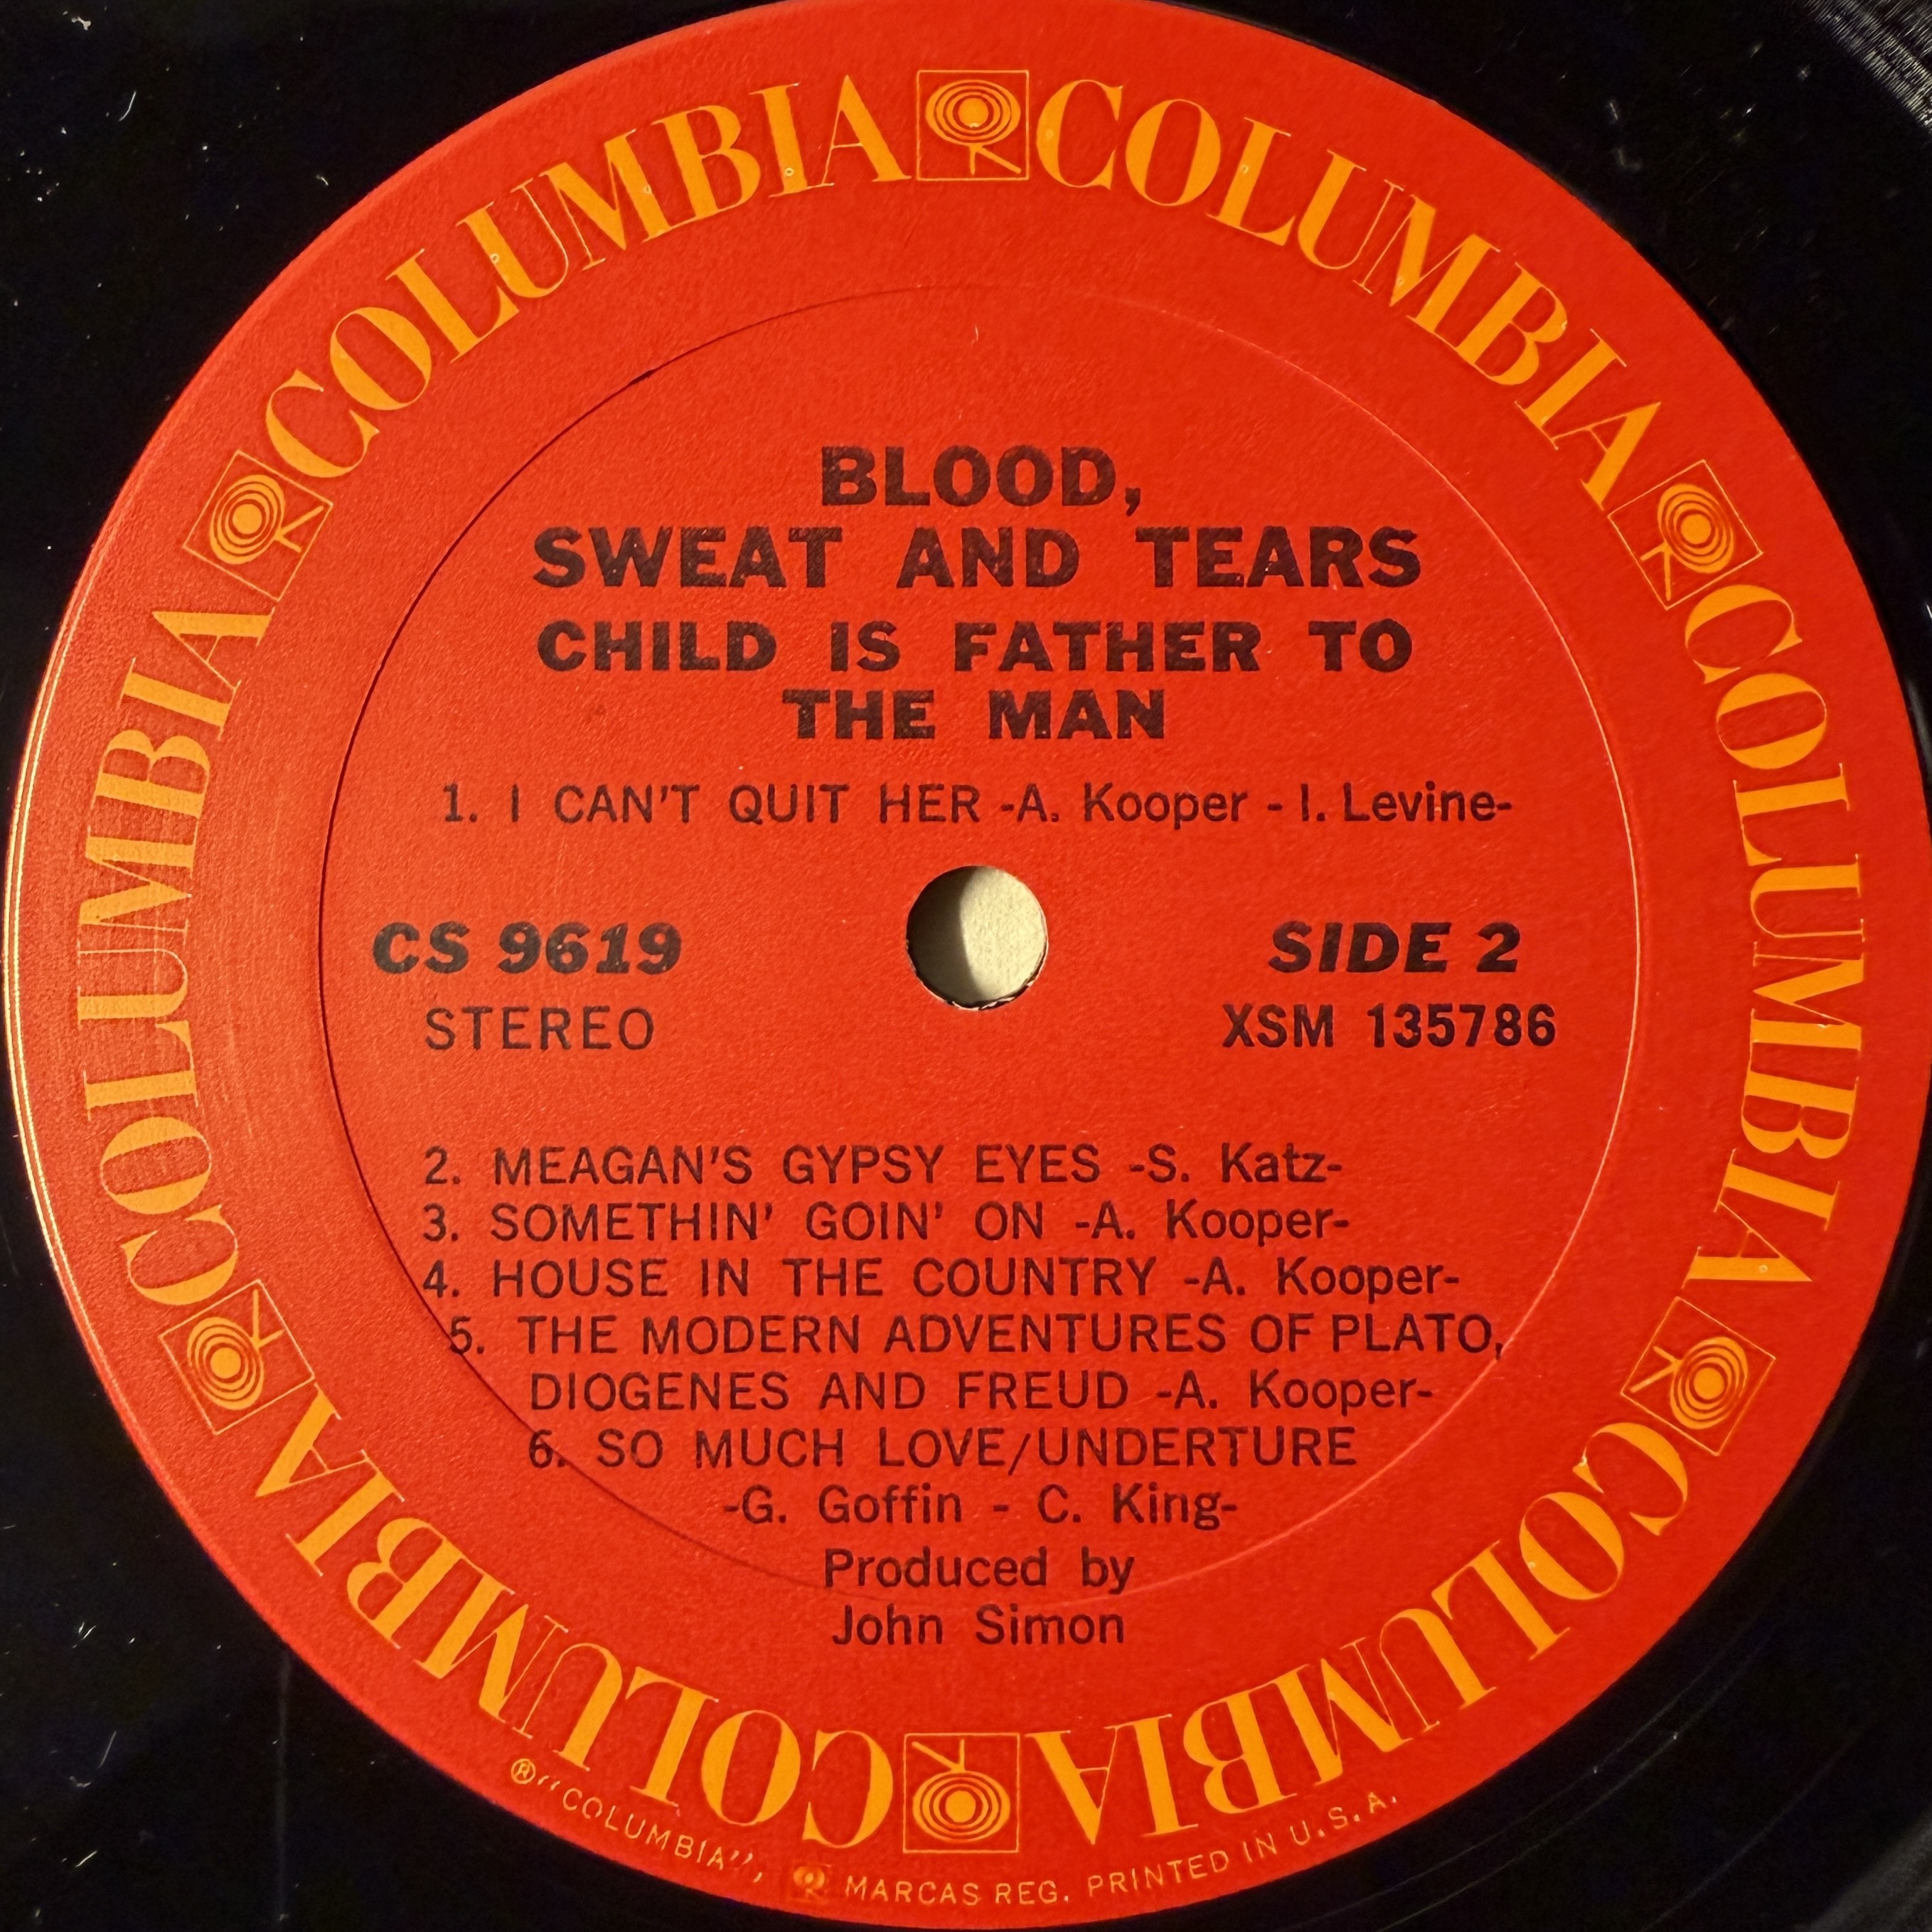 COLUMBIA COLUMBIA COLUMBIA COLUMBIA COLUMBIA COLUMBIA
BLOOD,
SWEAT AND TEARS
CHILD IS FATHER TO
THE MAN
1. I CAN'T QUIT HER -A. Kooper - I. Levine-
CS 9619
STEREO
SIDE 2
XSM 135786
2. MEAGAN'S GYPSY EYES -S. Katz-
3. SOMETHIN' GOIN' ON -A. Kooper-
4. HOUSE IN THE COUNTRY -A. Kooper-
5. THE MODERN ADVENTURES OF PLATO,
DIOGENES AND FREUD -A. Kooper-
6. SO MUCH LOVE/UNDERTURE
-G. Goffin - C. King-
Produced by
John Simon
®"COLUMBIA", MARCAS REG. PRINTED IN U.S.A.